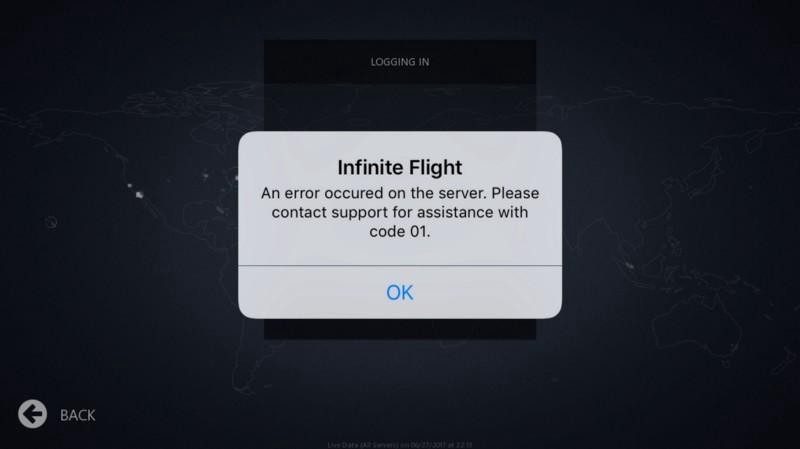 LOGGING IN
Infinite Flight
An error occured on the server. Please
contact support for assistance with
code 01.
OK
BACK
Live Data (All Servers) on 06/27/2017 at 22:13